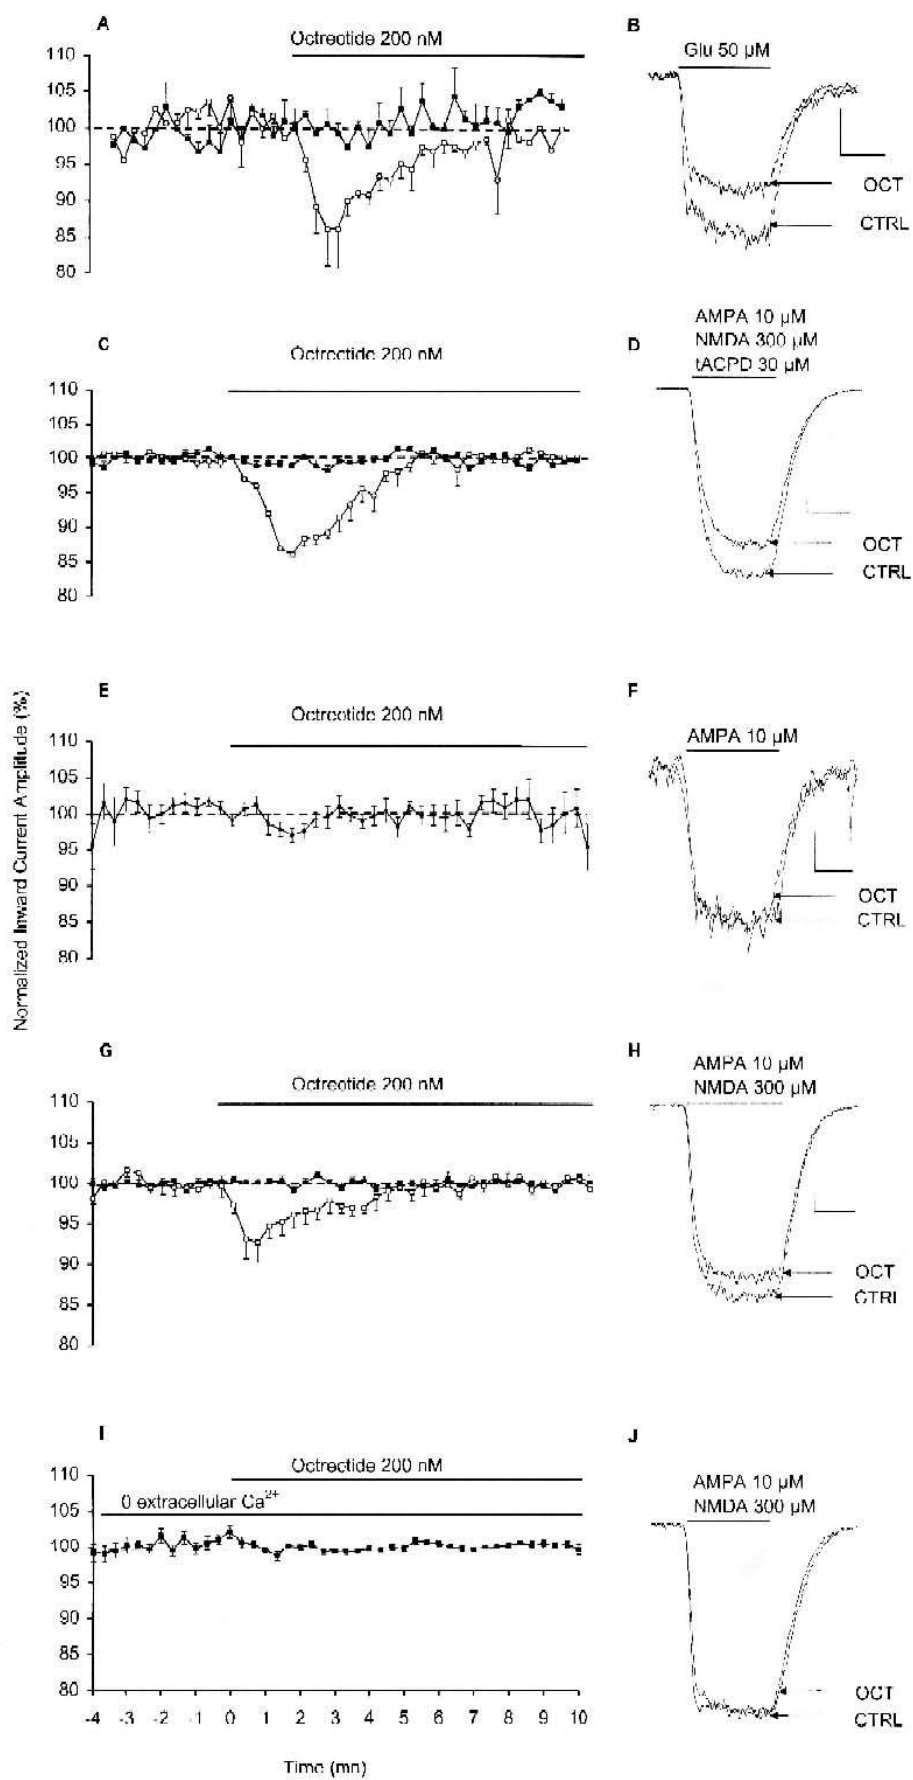 A
Octreotide 200 nM
110
105
100
95
90
85
80
B
Glu 50 µM
OCT
CTRL
C
Octreotide 200 nM
110
105
100
95
90
85
80
D
AMPA 10 µM
NMDA 300 µM
tACPD 30 µM
OCT
CTRL
Normalized Inward Current Amplitude (%)
E
Octreotide 200 nM
110
105
100
95
90
85
80
F
AMPA 10 µM
OCT
CTRL
G
Octreotide 200 nM
110
105
100
95
90
85
80
H
AMPA 10 µM
NMDA 300 µM
OCT
CTRL
I
Octreotide 200 nM
0 extracellular Ca2+
110
105
100
95
90
85
80
-4 -3 -2 -1 0 1 2 3 4 5 6 7 8 9 10
Time (mn)
J
AMPA 10 µM
NMDA 300 µM
OCT
CTRL